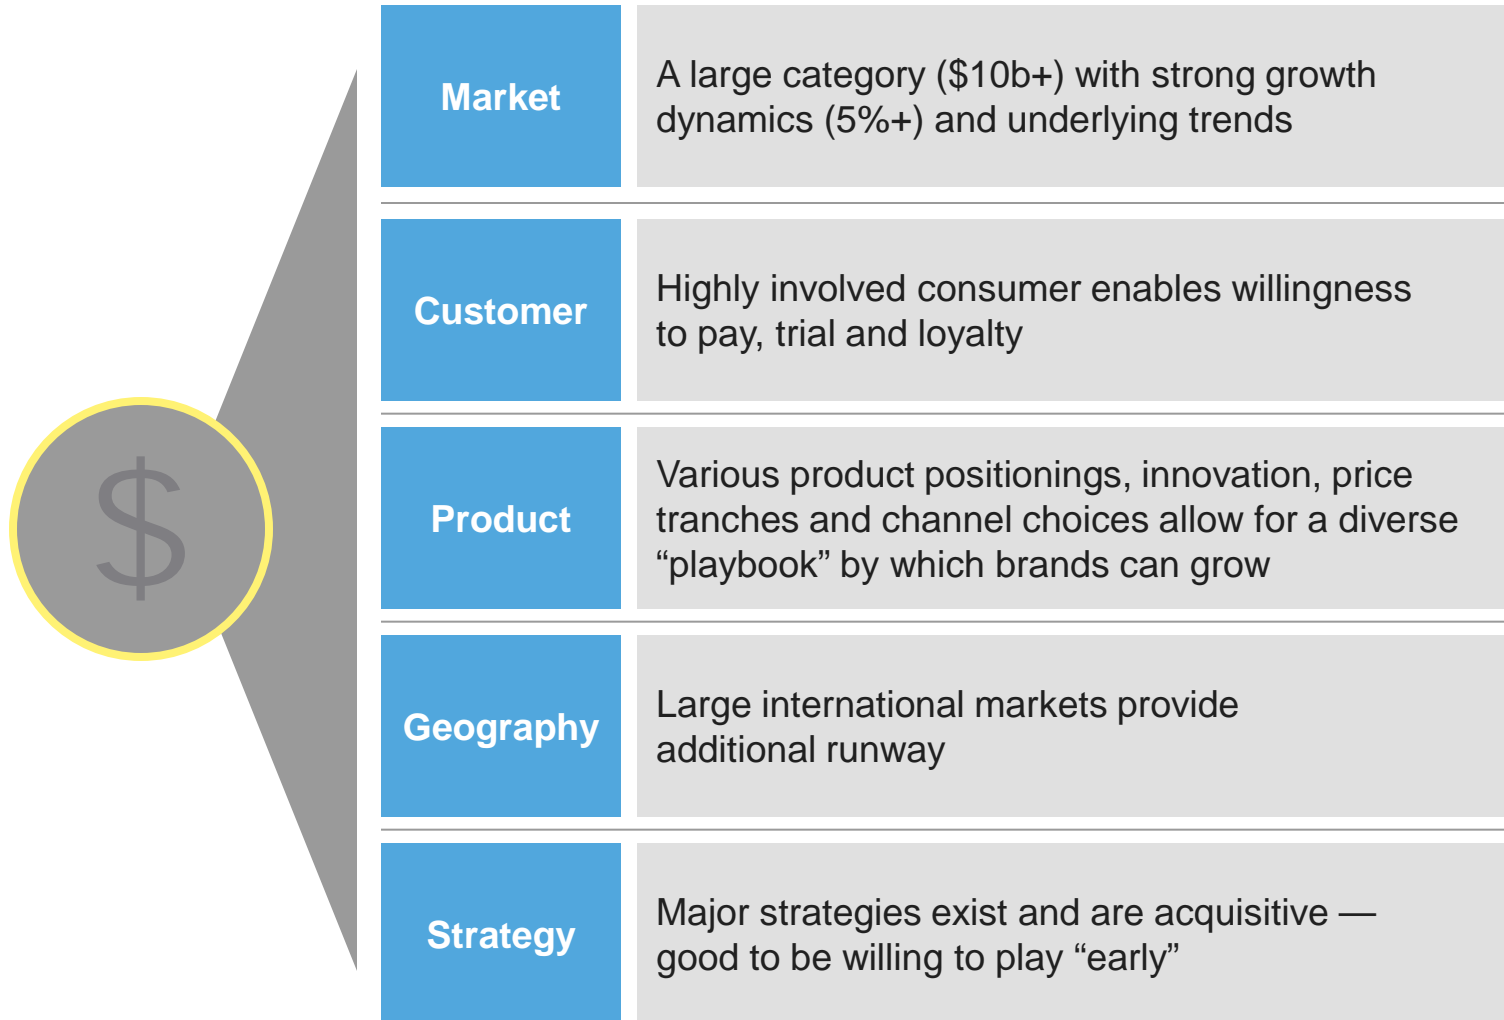 $
Market
A large category ($10b+) with strong growth
dynamics (5%+) and underlying trends
Customer
Highly involved consumer enables willingness
to pay, trial and loyalty
Product
Various product positionings, innovation, price
tranches and channel choices allow for a diverse
“playbook” by which brands can grow
Geography
Large international markets provide
additional runway
Strategy
Major strategies exist and are acquisitive —
good to be willing to play “early”